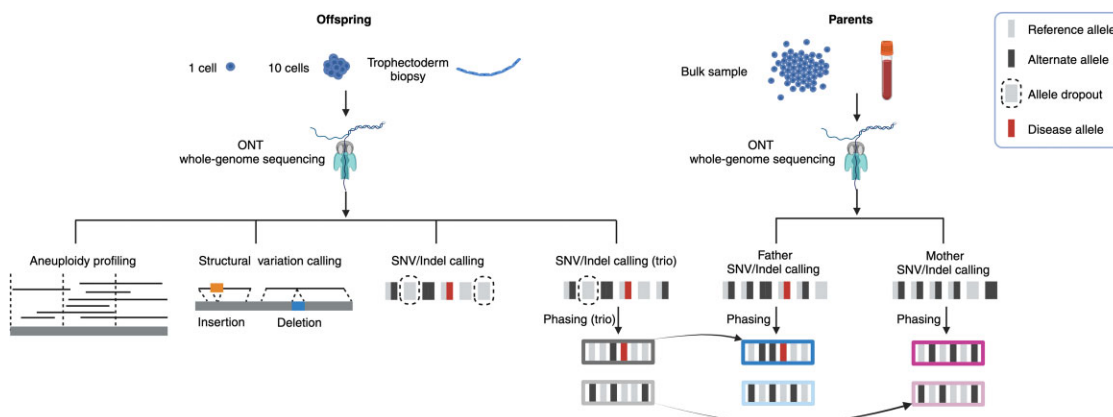 Offspring
Parents
Reference allele
Alternate allele
Allele dropout
Disease allele
1 cell
10 cells
Trophectoderm
biopsy
Bulk sample
ONT
whole-genome sequencing
ONT
whole-genome sequencing
Aneuploidy profiling
Structural variation calling
SNV/Indel calling
SNV/Indel calling (trio)
Father
SNV/Indel calling
Mother
SNV/Indel calling
Insertion
Deletion
Phasing (trio)
Phasing
Phasing